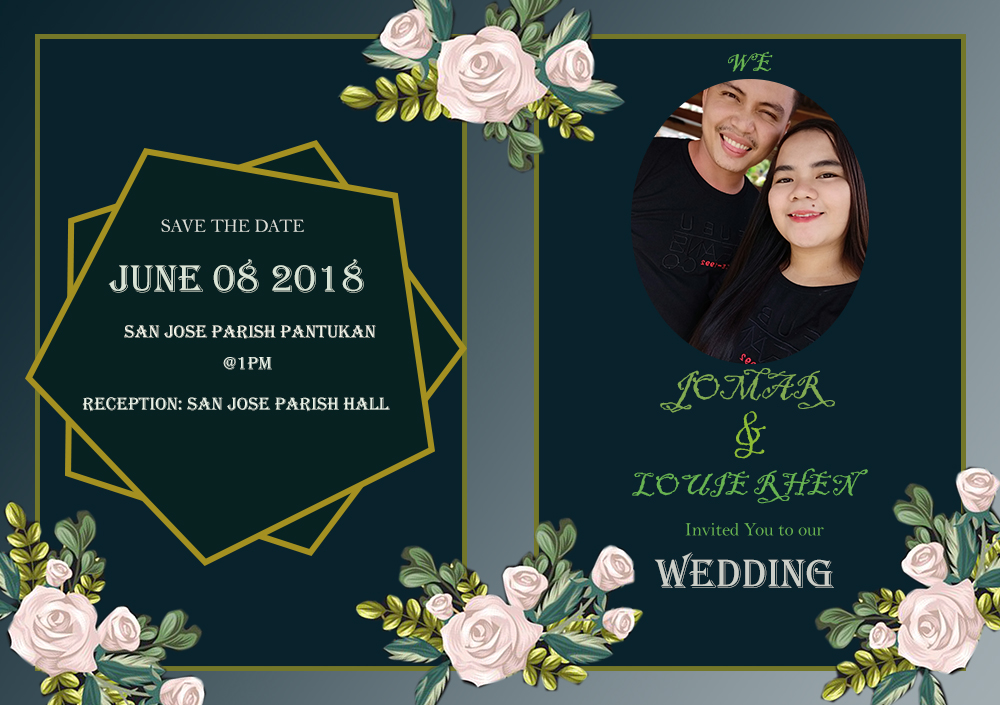 SAVE THE DATE
JUNE 08 2018
SAN JOSE PARISH PANTUKAN
@1PM
RECEPTION: SAN JOSE PARISH HALL
WE
JOMAR
&
LOUIE RHEN
Invited You to our
WEDDING